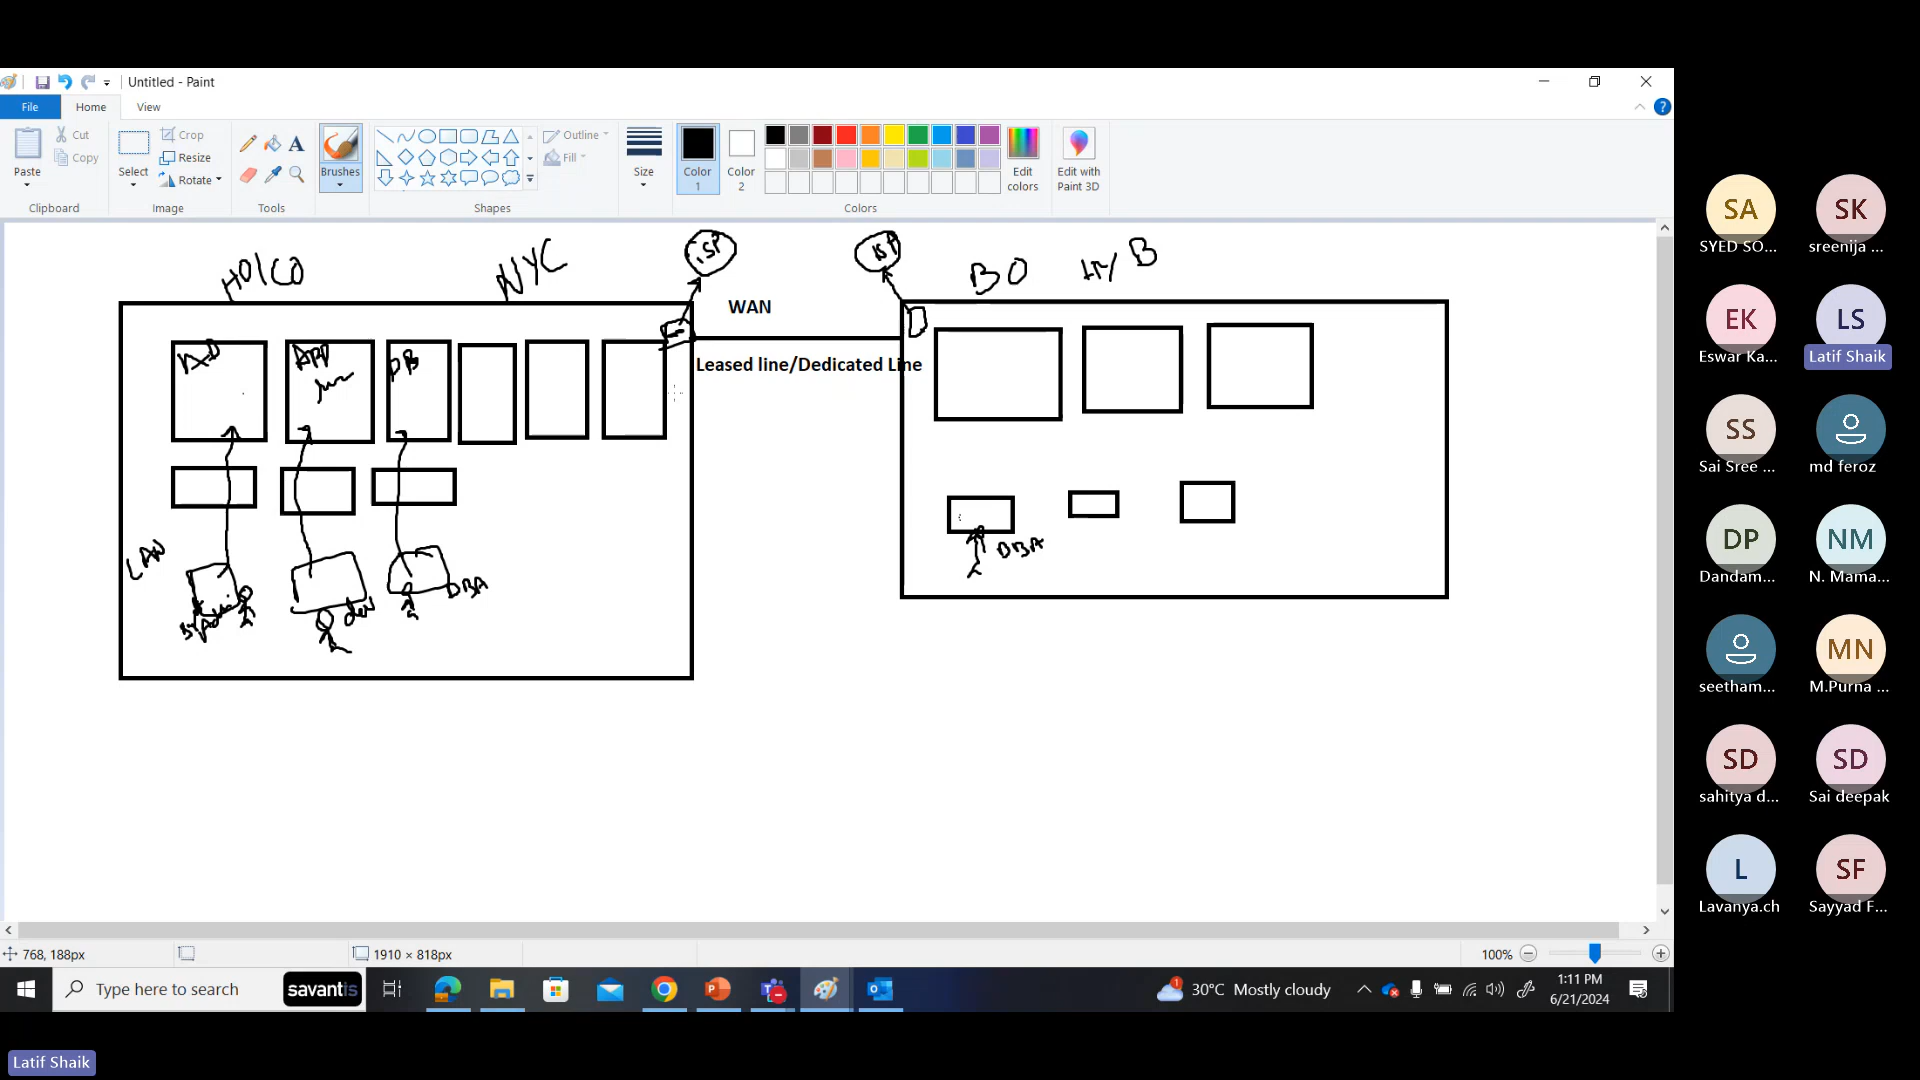 Untitled - Paint
File
Home
View
Paste
Cut
Copy
Clipboard
Select
Crop
Resize
Rotate
Image
Tools
Brushes
Shapes
Outline
Fill
Size
Color
1
Color
2
Edit
colors
Colors
Edit with
Paint 3D
HO/CO
NYC
ISP
ISP
BO
HYB
WAN
Leased line/Dedicated Line
AD
APP
DB
LAN
dev
DBA
DBA
768, 188px
1910 × 818px
100%
Type here to search
savantis
30°C Mostly cloudy
1:11 PM
6/21/2024
SA
SYED SO...
SK
sreenija ...
EK
Eswar Ka...
LS
Latif Shaik
SS
Sai Sree ...
md feroz
DP
Dandam...
NM
N. Mama...
seetham...
MN
M.Purna ...
SD
sahitya d...
SD
Sai deepak
L
Lavanya.ch
SF
Sayyad F...
Latif Shaik